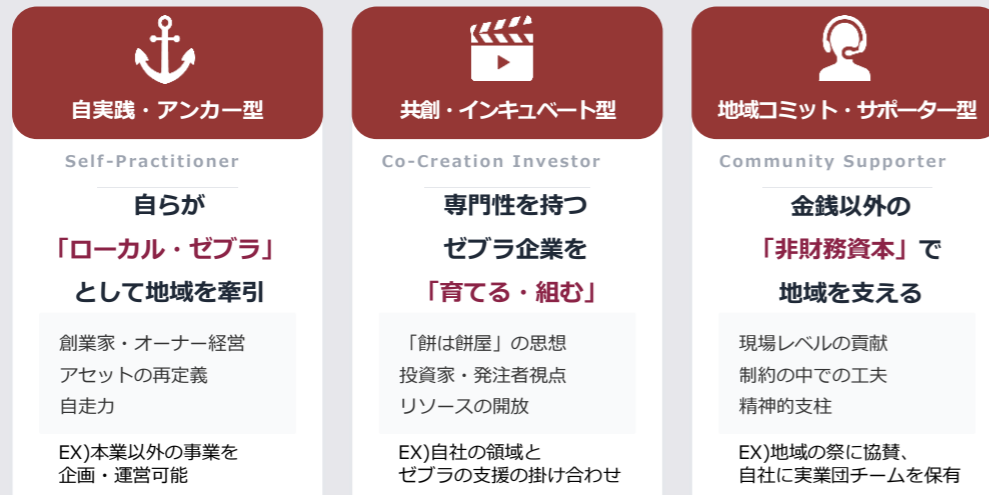 自実践・アンカー型
Self-Practitioner
自らが
「ローカル・ゼブラ」
として地域を牽引
創業家・オーナー経営
アセットの再定義
自走力
EX)本業以外の事業を
企画・運営可能
共創・インキュベート型
Co-Creation Investor
専門性を持つ
ゼブラ企業を
「育てる・組む」
「餅は餅屋」の思想
投資家・発注者視点
リソースの開放
EX)自社の領域と
ゼブラの支援の掛け合わせ
地域コミット・サポーター型
Community Supporter
金銭以外の
「非財務資本」で
地域を支える
現場レベルの貢献
制約の中での工夫
精神的支柱
EX)地域の祭に協賛、
自社に実業団チームを保有